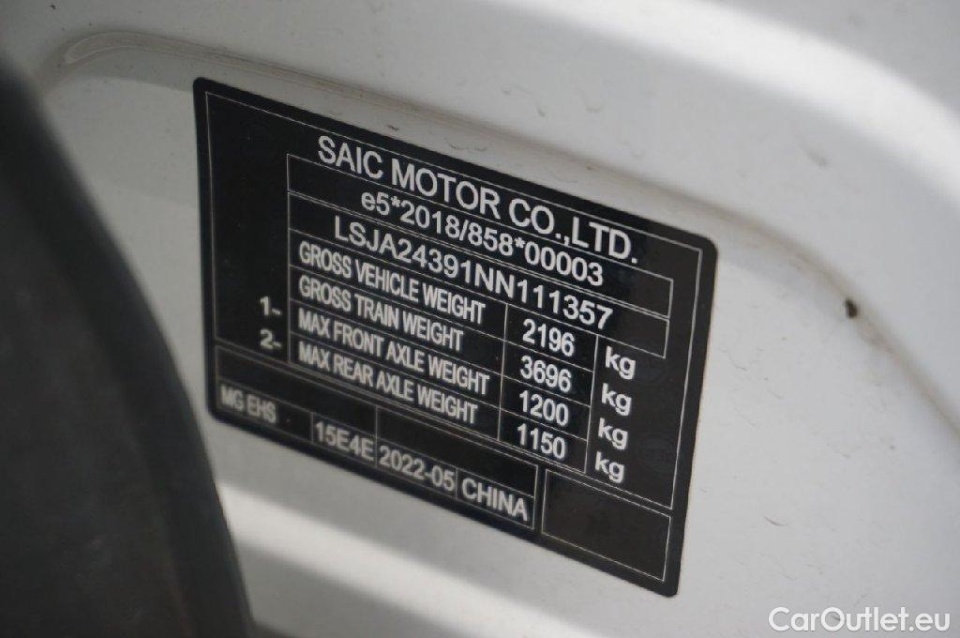 SAIC MOTOR CO.,LTD.
e5*2018/858*00003
LSJA24391NN111357
GROSS VEHICLE WEIGHT 2196 kg
GROSS TRAIN WEIGHT 3696 kg
1- MAX FRONT AXLE WEIGHT 1200 kg
2- MAX REAR AXLE WEIGHT 1150 kg
MG EHS 15E4E 2022-05 CHINA
CarOutlet.eu